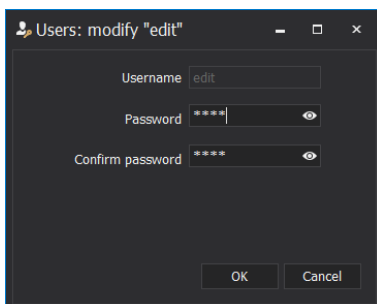 Users: modify "edit"
Username edit
Password ****
Confirm password ****
OK Cancel